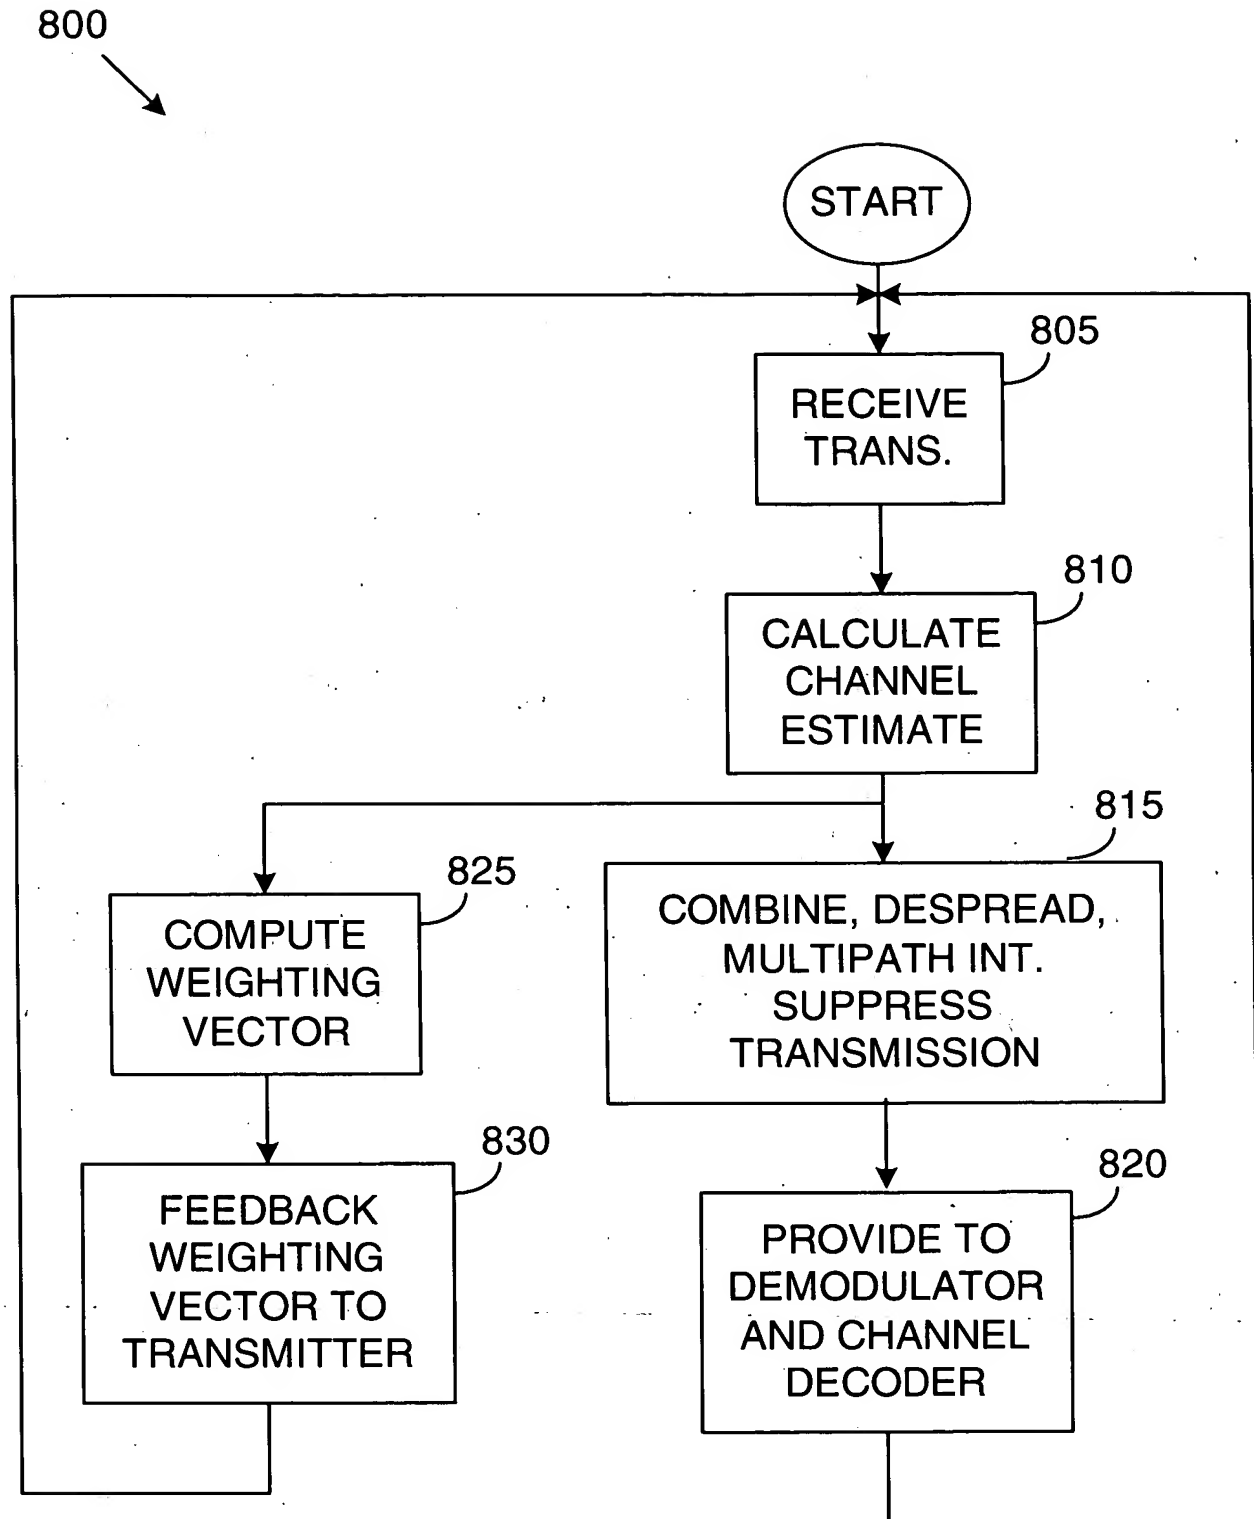 800
START
805
RECEIVE
TRANS.
810
CALCULATE
CHANNEL
ESTIMATE
815
COMBINE, DESPREAD,
MULTIPATH INT.
SUPPRESS
TRANSMISSION
825
COMPUTE
WEIGHTING
VECTOR
830
FEEDBACK
WEIGHTING
VECTOR TO
TRANSMITTER
820
PROVIDE TO
DEMODULATOR
AND CHANNEL
DECODER